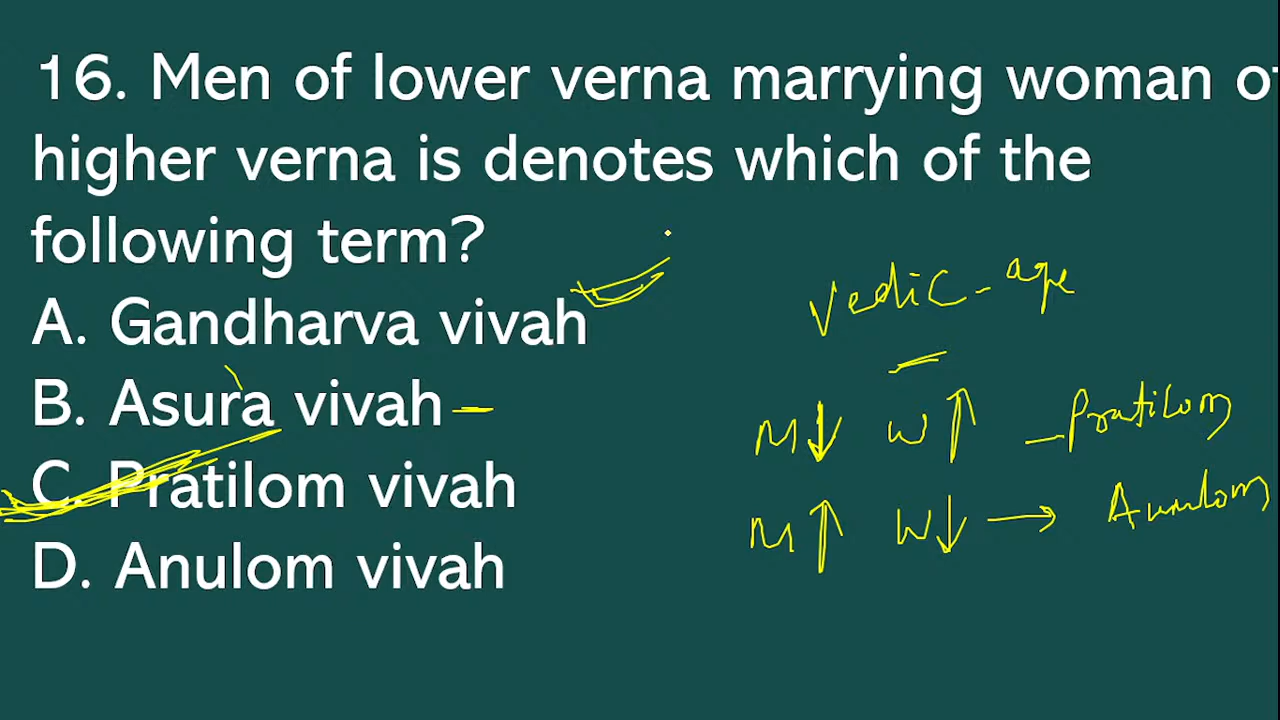 16. Men of lower verna marrying woman of
higher verna is denotes which of the
following term?
A. Gandharva vivah
B. Asura vivah
C. Pratilom vivah
D. Anulom vivah
Vedic-age
M↓ W↑ - Pratilom
M↑ W↓ → Anulom